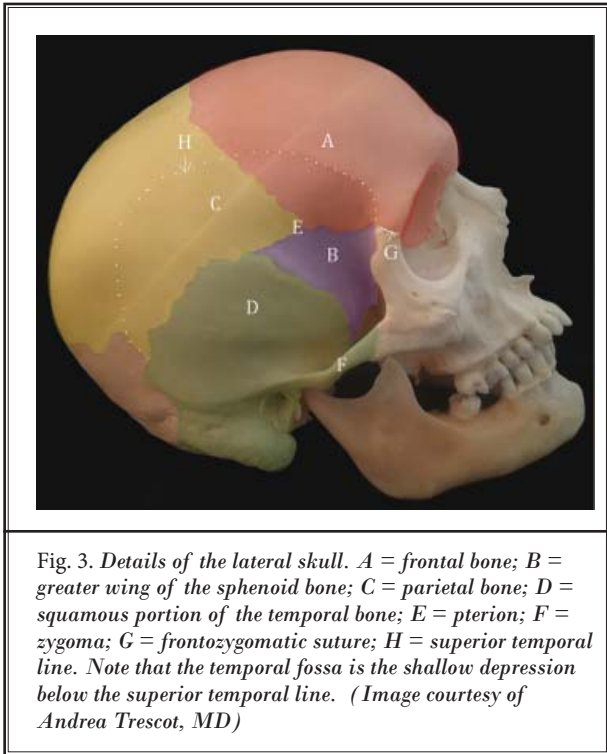 H
A
C
E
B
G
D
F
Fig. 3. Details of the lateral skull. A = frontal bone; B =
greater wing of the sphenoid bone; C = parietal bone; D =
squamous portion of the temporal bone; E = pterion; F =
zygoma; G = frontozygomatic suture; H = superior temporal
line. Note that the temporal fossa is the shallow depression
below the superior temporal line. (Image courtesy of
Andrea Trescot, MD)